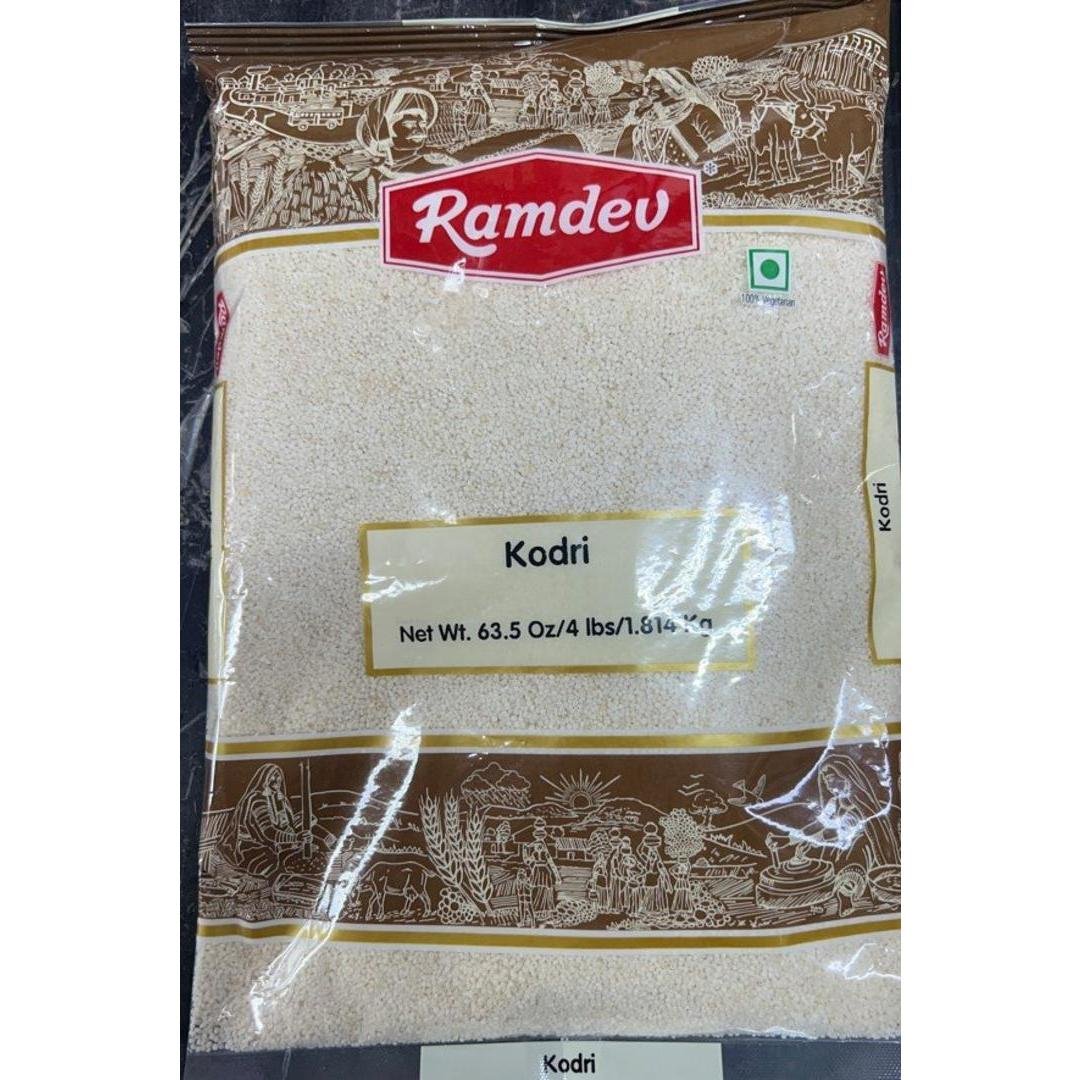 Ramdev
100% Vegetarian
Ramdev
Kodri
Kodri
Net Wt. 63.5 Oz/4 lbs/1.814 Kg
Kodri